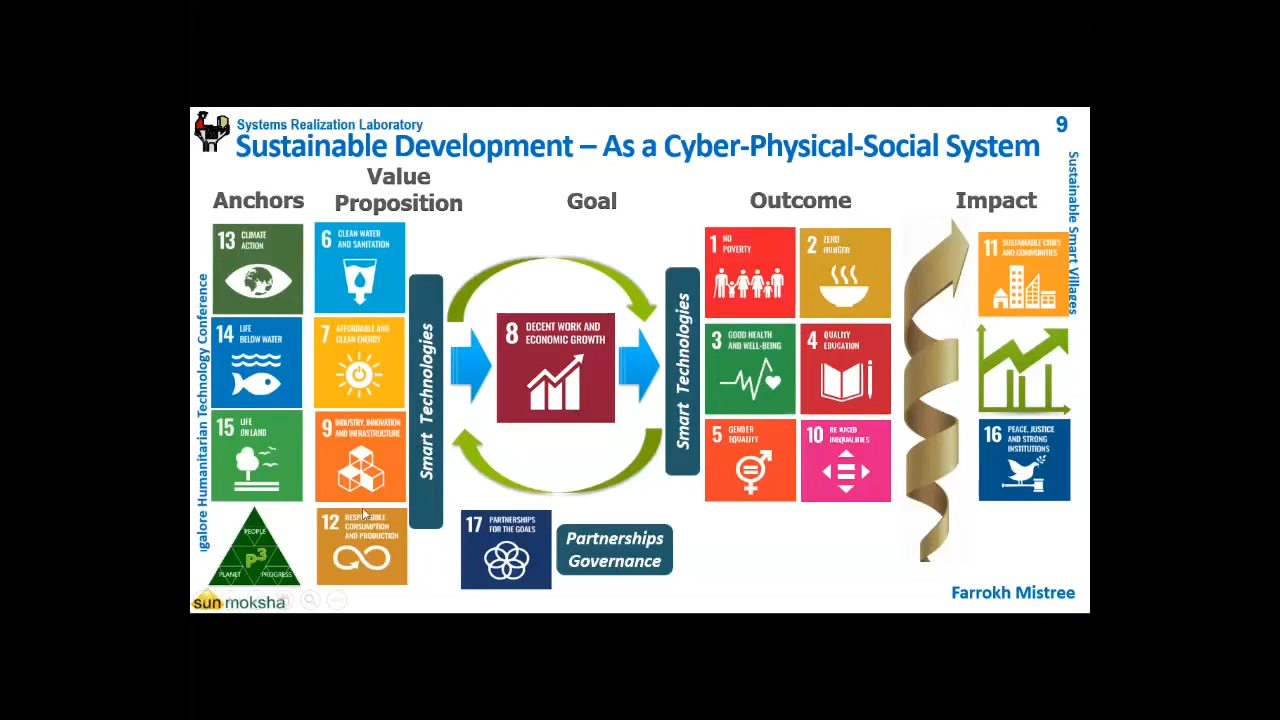 Systems Realization Laboratory
9
Sustainable Development – As a Cyber-Physical-Social System
Anchors
Value
Proposition
Goal
Outcome
Impact
13 CLIMATE
ACTION
14 LIFE
BELOW WATER
15 LIFE
ON LAND
PEOPLE
P3
PLANET
PROGRESS
6 CLEAN WATER
AND SANITATION
7 AFFORDABLE AND
CLEAN ENERGY
9 INDUSTRY, INNOVATION
AND INFRASTRUCTURE
12 RESPONSIBLE
CONSUMPTION
AND PRODUCTION
Smart Technologies
8 DECENT WORK AND
ECONOMIC GROWTH
17 PARTNERSHIPS
FOR THE GOALS
Partnerships
Governance
Smart Technologies
1 NO
POVERTY
2 ZERO
HUNGER
3 GOOD HEALTH
AND WELL-BEING
4 QUALITY
EDUCATION
5 GENDER
EQUALITY
10 REDUCED
INEQUALITIES
11 SUSTAINABLE CITIES
AND COMMUNITIES
16 PEACE, JUSTICE
AND STRONG
INSTITUTIONS
Sustainable Smart Villages
galore Humanitarian Technology Conference
sun moksha
Farrokh Mistree